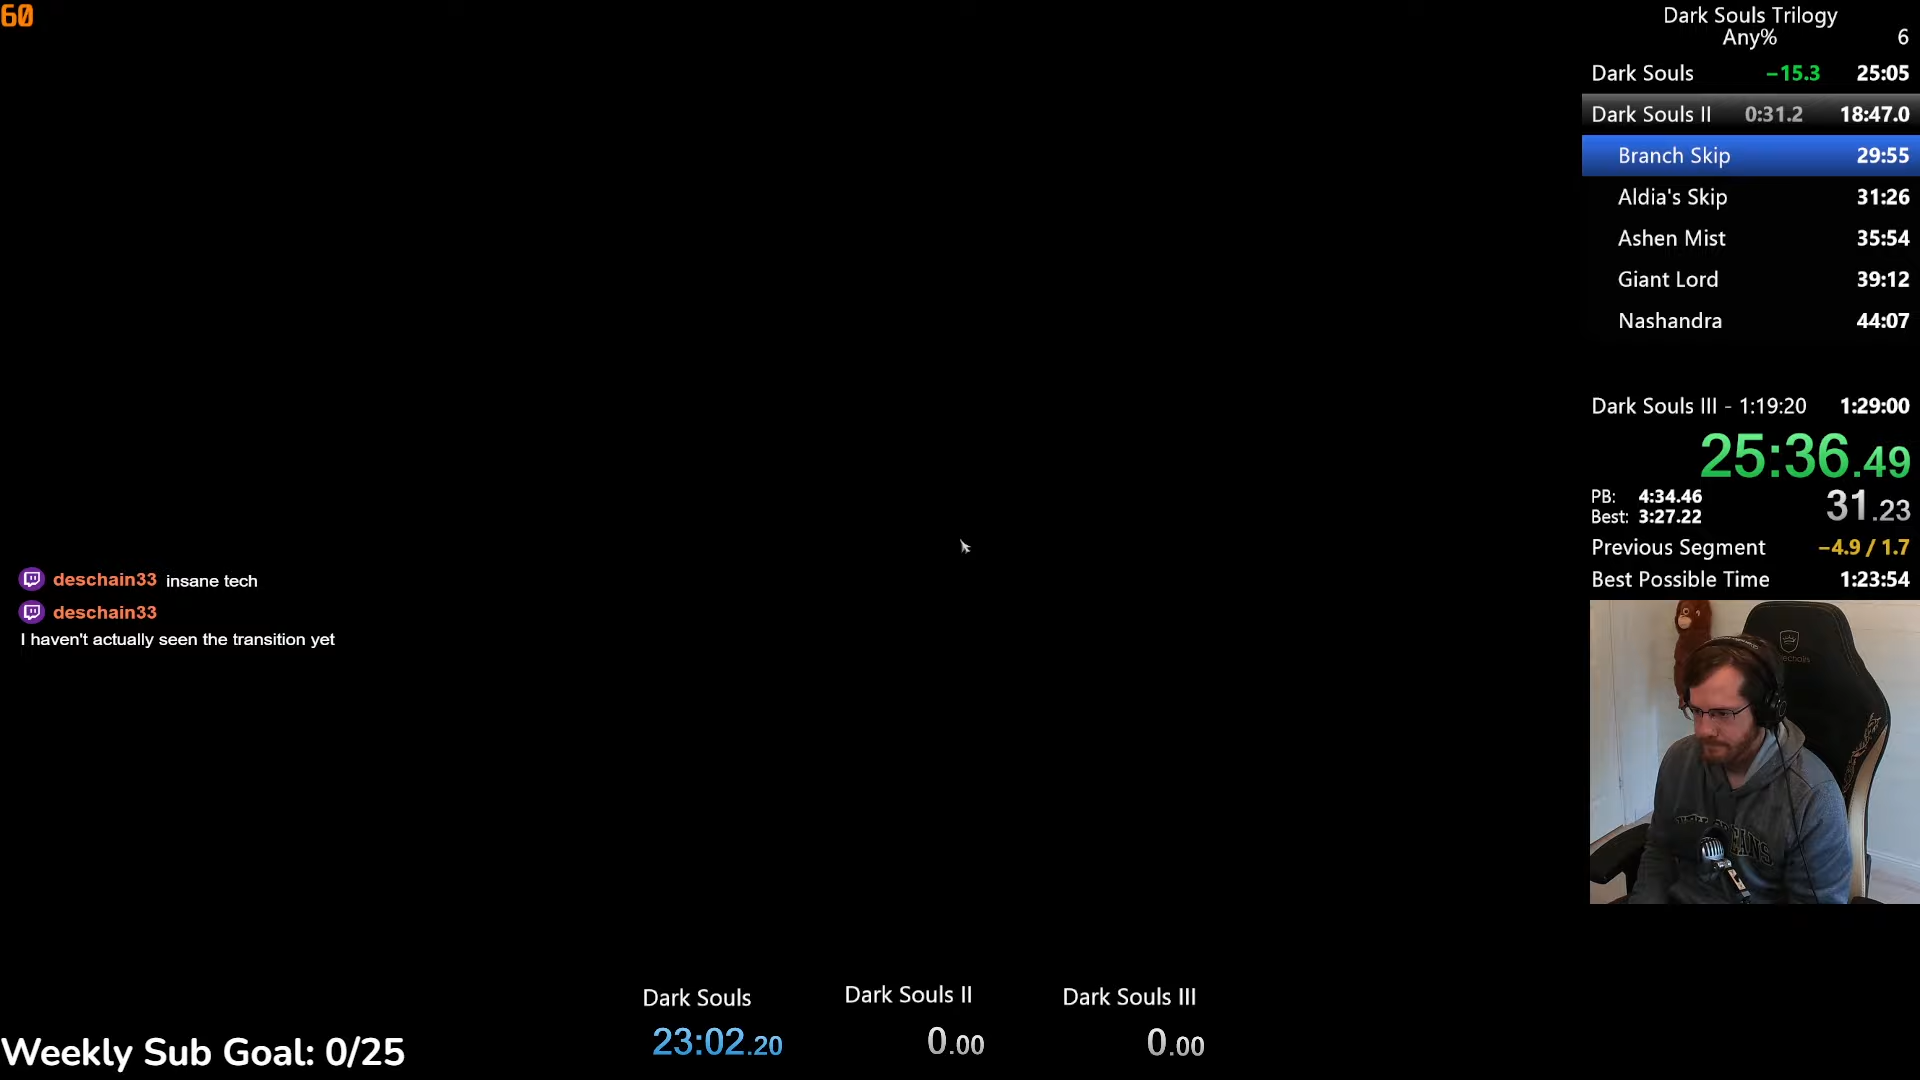 60
Dark Souls Trilogy
Any% 6
Dark Souls −15.3 25:05
Dark Souls II 0:31.2 18:47.0
Branch Skip 29:55
Aldia's Skip 31:26
Ashen Mist 35:54
Giant Lord 39:12
Nashandra 44:07
Dark Souls III - 1:19:20 1:29:00
25:36.49
PB: 4:34.46 31.23
Best: 3:27.22
Previous Segment −4.9 / 1.7
Best Possible Time 1:23:54
deschain33 insane tech
deschain33
I haven't actually seen the transition yet
Dark Souls Dark Souls II Dark Souls III
23:02.20 0.00 0.00
Weekly Sub Goal: 0/25